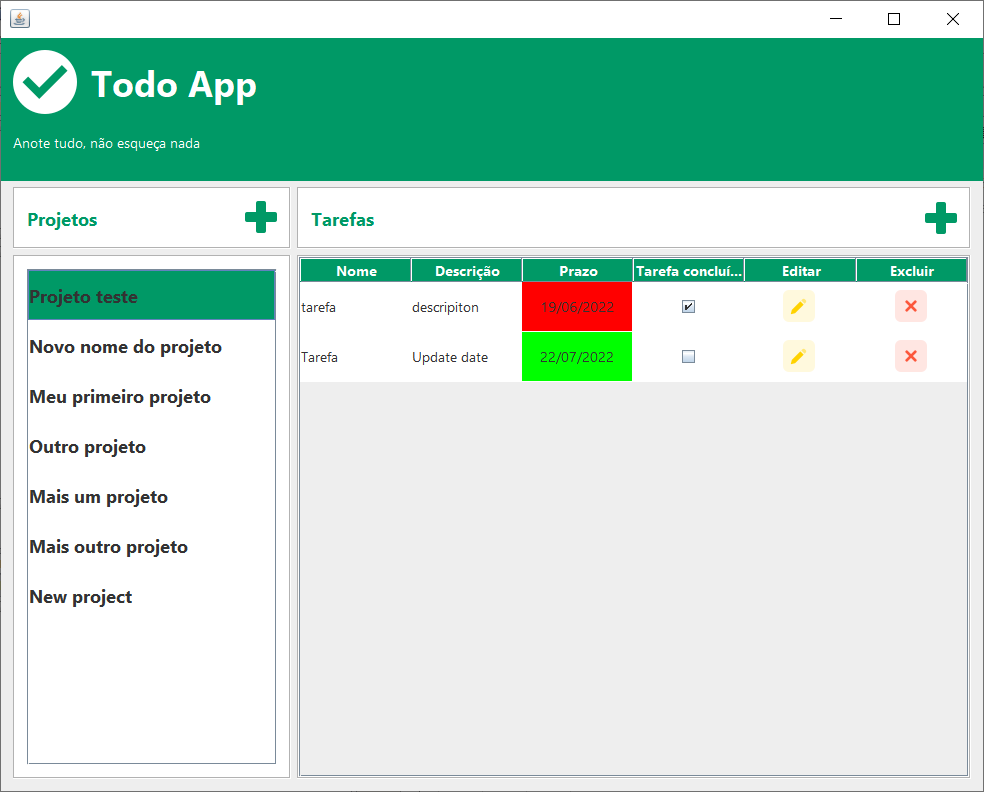 Todo App
Anote tudo, não esqueça nada
Projetos
Tarefas
Projeto teste
Novo nome do projeto
Meu primeiro projeto
Outro projeto
Mais um projeto
Mais outro projeto
New project
Nome Descrição Prazo Tarefa concluí... Editar Excluir
tarefa descripiton 19/06/2022
Tarefa Update date 22/07/2022